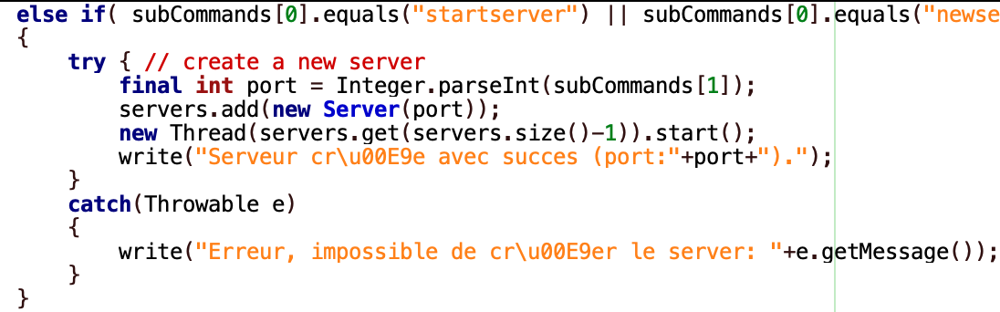 else if( subCommands[0].equals("startserver") || subCommands[0].equals("newse
{
try { // create a new server
final int port = Integer.parseInt(subCommands[1]);
servers.add(new Server(port));
new Thread(servers.get(servers.size()-1)).start();
write("Serveur cr\u00E9e avec succes (port:"+port+").");
}
catch(Throwable e)
{
write("Erreur, impossible de cr\u00E9er le server: "+e.getMessage());
}
}